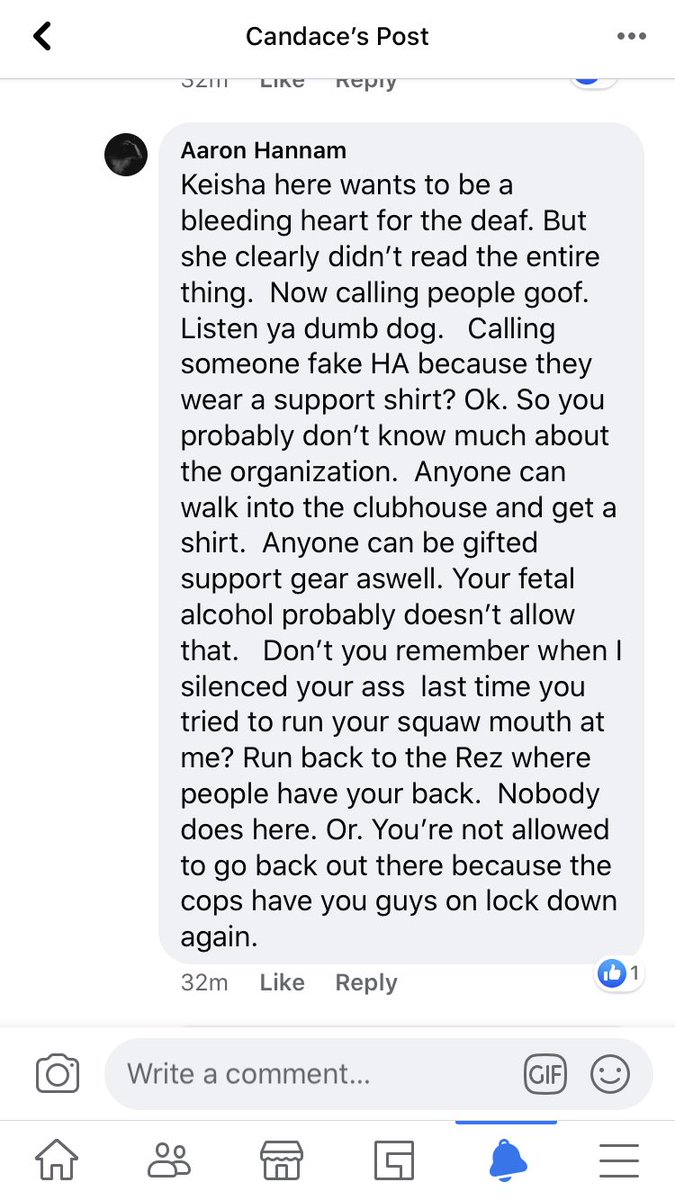 Candace's Post
32m Like Reply
Aaron Hannam
Keisha here wants to be a
bleeding heart for the deaf. But
she clearly didn't read the entire
thing.  Now calling people goof.
Listen ya dumb dog.   Calling
someone fake HA because they
wear a support shirt? Ok. So you
probably don't know much about
the organization.  Anyone can
walk into the clubhouse and get a
shirt.  Anyone can be gifted
support gear aswell. Your fetal
alcohol probably doesn't allow
that.   Don't you remember when I
silenced your ass  last time you
tried to run your squaw mouth at
me? Run back to the Rez where
people have your back.  Nobody
does here. Or. You're not allowed
to go back out there because the
cops have you guys on lock down
again.
32m Like Reply 1
Write a comment... GIF